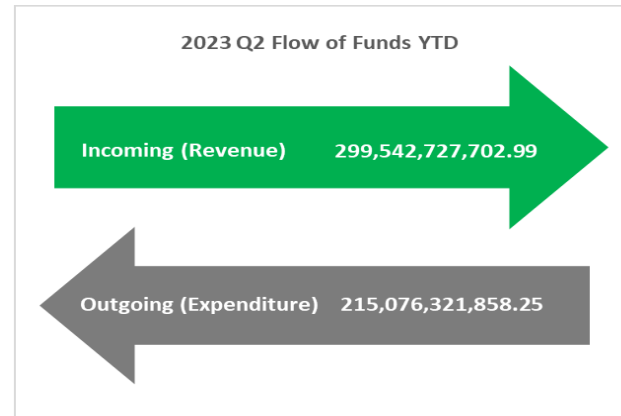 2023 Q2 Flow of Funds YTD
Incoming (Revenue) 299,542,727,702.99
Outgoing (Expenditure) 215,076,321,858.25